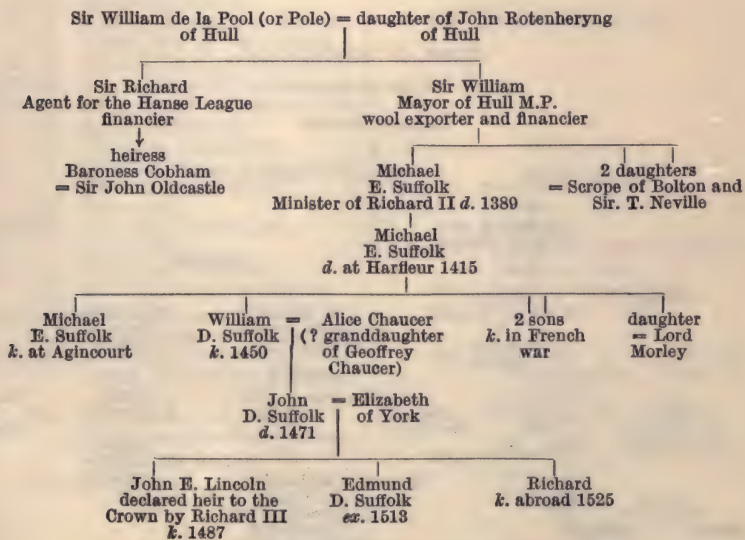 Sir William de la Pool (or Pole) = daughter of John Rotenheryng
of Hull of Hull
Sir Richard
Agent for the Hanse League
financier
Sir William
Mayor of Hull M.P.
wool exporter and financier
heiress
Baroness Cobham
= Sir John Oldcastle
Michael
E. Suffolk
Minister of Richard II d. 1389
2 daughters
= Scrope of Bolton and
Sir. T. Neville
Michael
E. Suffolk
d. at Harfleur 1415
Michael
E. Suffolk
k. at Agincourt
William =
D. Suffolk
k. 1450
Alice Chaucer
(? granddaughter
of Geoffrey
Chaucer)
2 sons
k. in French
war
daughter
= Lord
Morley
John =
D. Suffolk
d. 1471
Elizabeth
of York
John E. Lincoln
declared heir to the
Crown by Richard III
k. 1487
Edmund
D. Suffolk
ex. 1513
Richard
k. abroad 1525